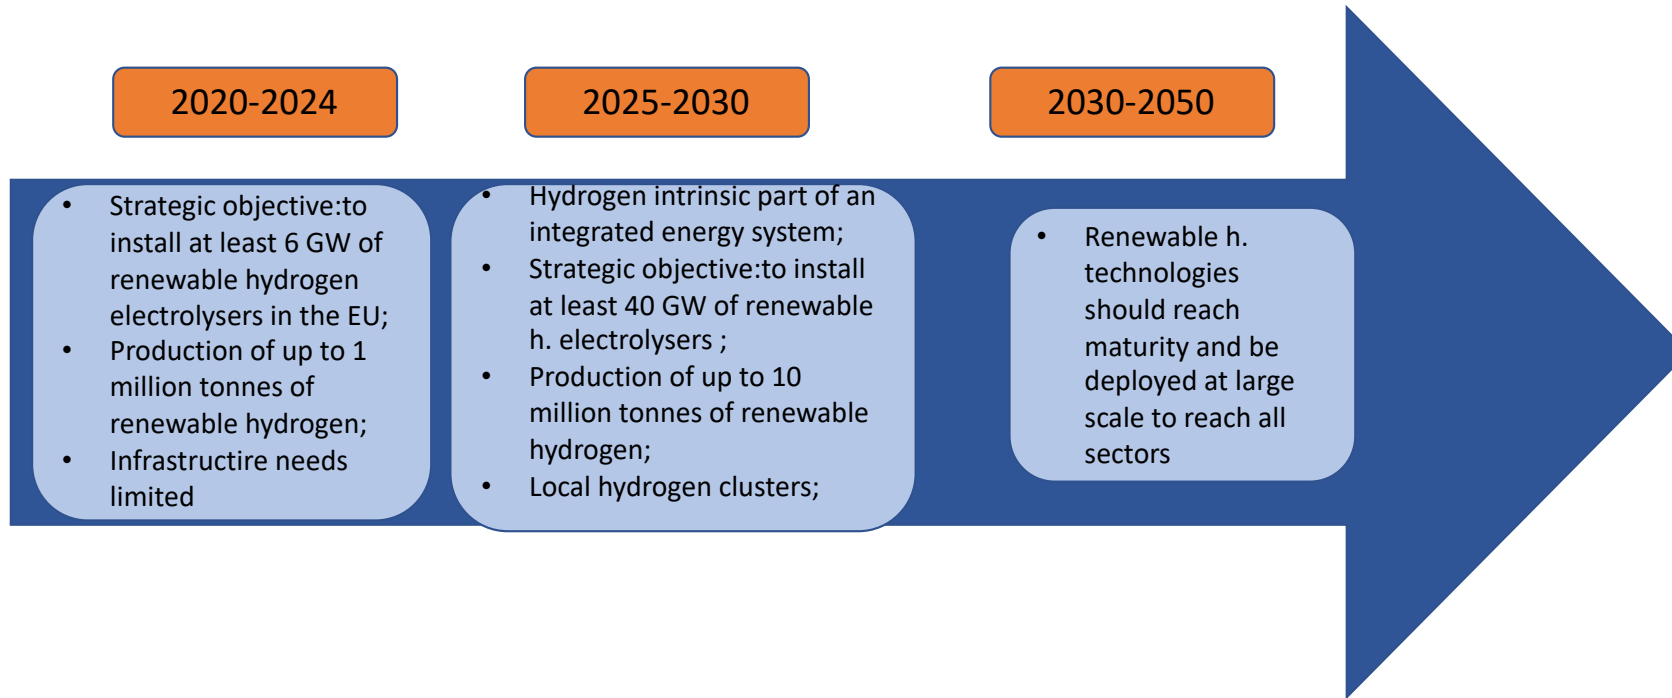 2020-2024
2025-2030
2030-2050
• Strategic objective:to
install at least 6 GW of
renewable hydrogen
electrolysers in the EU;
• Production of up to 1
million tonnes of
renewable hydrogen;
• Infrastructire needs
limited
• Hydrogen intrinsic part of an
integrated energy system;
• Strategic objective:to install
at least 40 GW of renewable
h. electrolysers ;
• Production of up to 10
million tonnes of renewable
hydrogen;
• Local hydrogen clusters;
• Renewable h.
technologies
should reach
maturity and be
deployed at large
scale to reach all
sectors